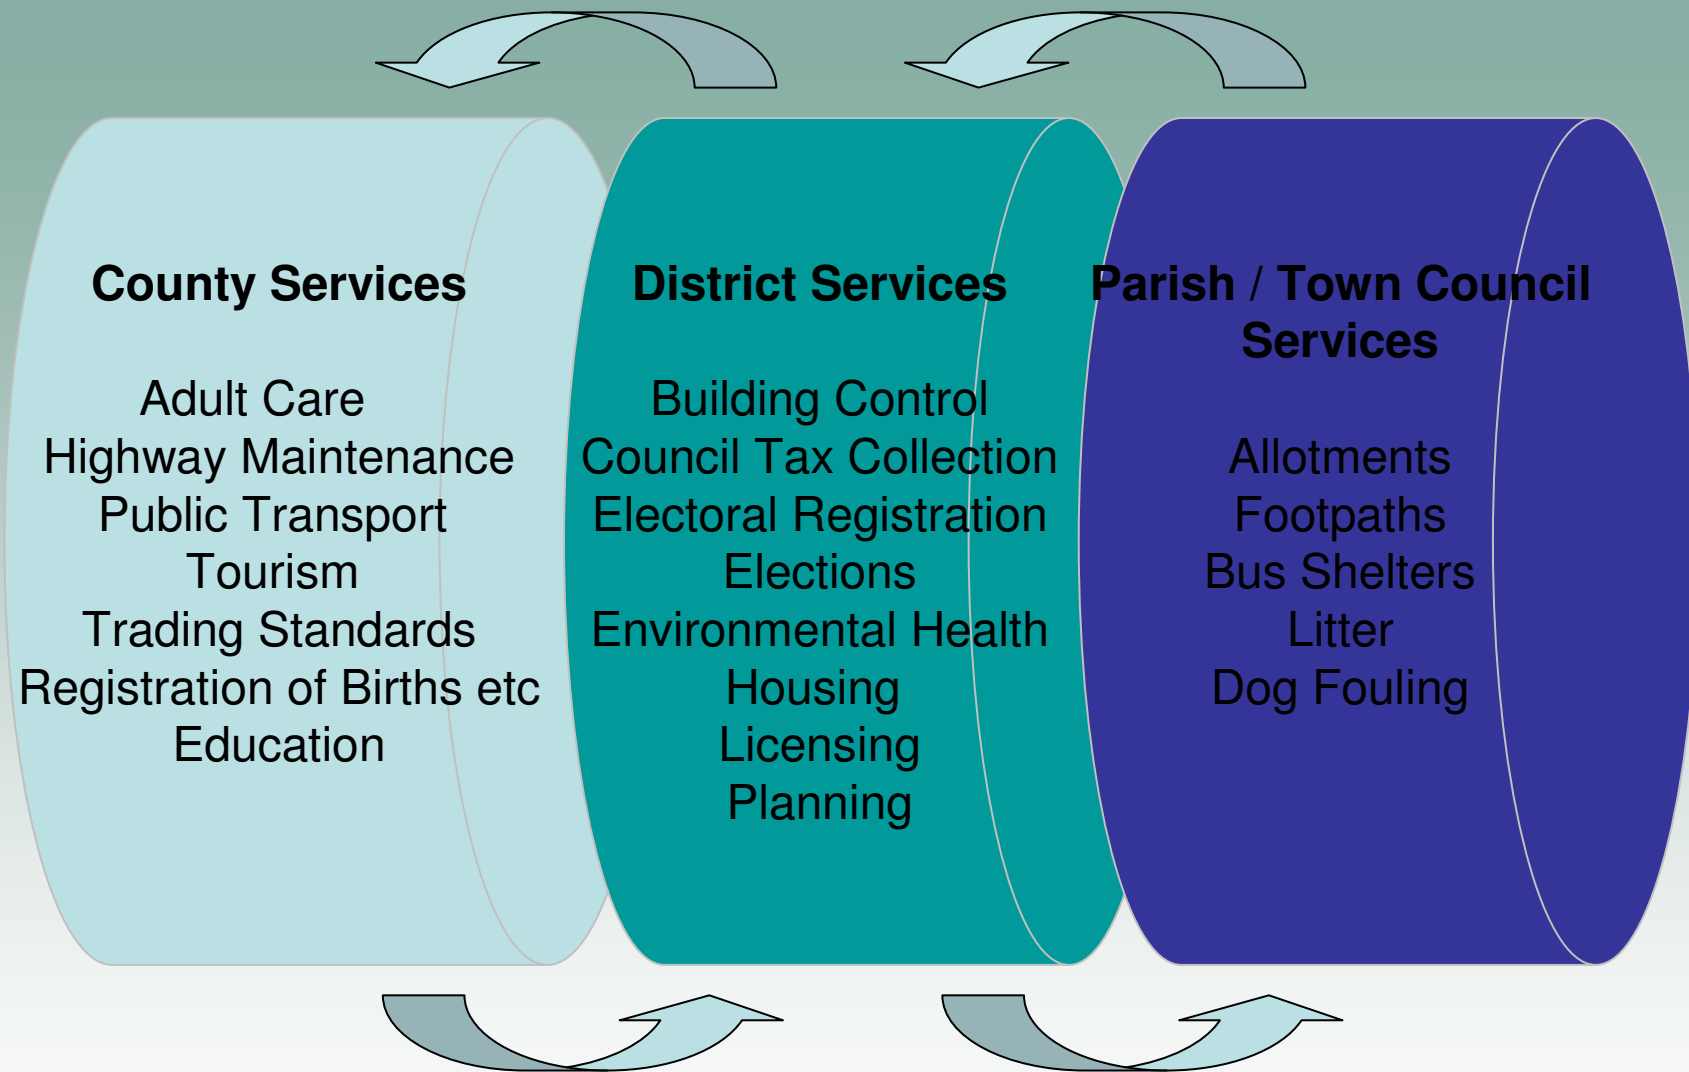 County Services
Adult Care
Highway Maintenance
Public Transport
Tourism
Trading Standards
Registration of Births etc
Education
District Services
Building Control
Council Tax Collection
Electoral Registration
Elections
Environmental Health
Housing
Licensing
Planning
Parish / Town Council
Services
Allotments
Footpaths
Bus Shelters
Litter
Dog Fouling